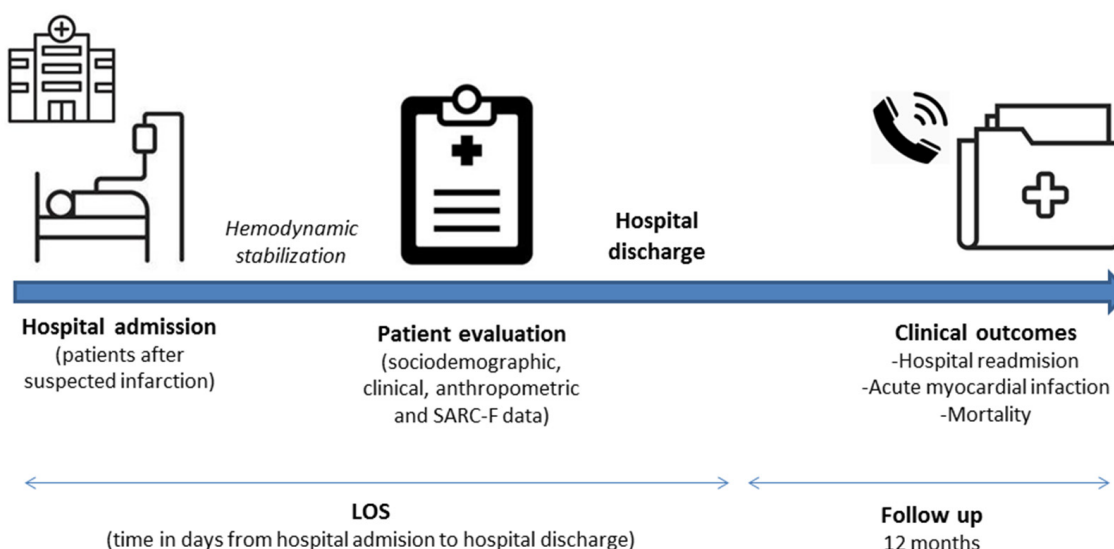 Hemodynamic
stabilization
Hospital
discharge
Hospital admission
(patients after
suspected infarction)
Patient evaluation
(sociodemographic,
clinical, anthropometric
and SARC-F data)
Clinical outcomes
-Hospital readmision
-Acute myocardial infaction
-Mortality
LOS
(time in days from hospital admision to hospital discharge)
Follow up
12 months